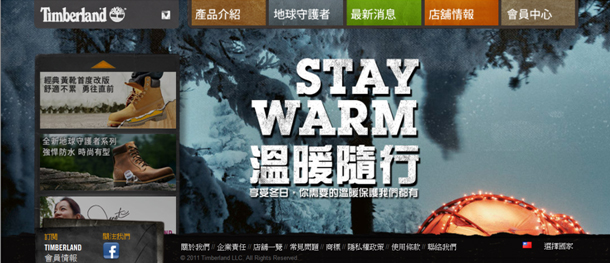 Timberland
產品介紹
地球守護者
最新消息
店舖情報
會員中心
經典黃靴首度改版
舒適不累 勇往直前
全新地球守護者系列
強悍防水 時尚有型
STAY
WARM
溫暖隨行
享受冬日，你需要的溫暖保護我們都有
訂閱
TIMBERLAND
會員情報
關注我們
關於我們 // 企業責任 // 店舖一覽 // 常見問題 // 商標 // 隱私權政策 // 使用條款 // 聯絡我們
© 2011 Timberland LLC, All Rights Reserved
選擇國家